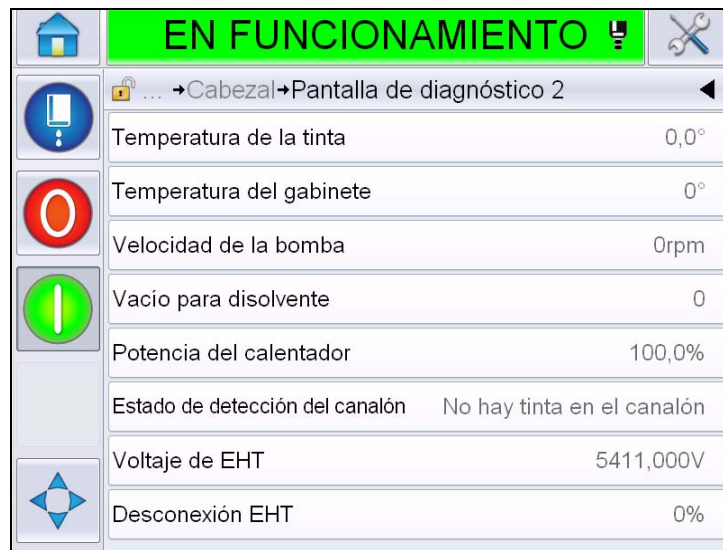 EN FUNCIONAMIENTO
... →Cabezal→Pantalla de diagnóstico 2
Temperatura de la tinta 0,0°
Temperatura del gabinete 0°
Velocidad de la bomba 0rpm
Vacío para disolvente 0
Potencia del calentador 100,0%
Estado de detección del canalón No hay tinta en el canalón
Voltaje de EHT 5411,000V
Desconexión EHT 0%